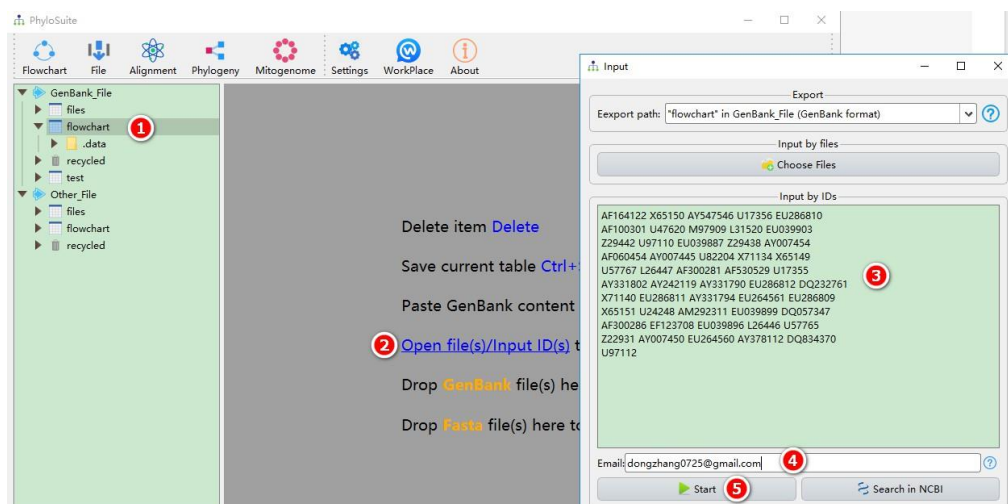 PhyloSuite
Flowchart File Alignment Phylogeny Mitogenome Settings WorkPlace About
GenBank_File
files
flowchart
.data
recycled
test
Other_File
files
flowchart
recycled
1
Delete item Delete
Save current table Ctrl+
Paste GenBank content
2
Open file(s)/Input ID(s) t
Drop GenBank file(s) he
Drop Fasta file(s) here to
Input
Export
Eexport path: "flowchart" in GenBank_File (GenBank format)
Input by files
Choose Files
Input by IDs
AF164122 X65150 AY547546 U17356 EU286810
AF100301 U47620 M97909 L31520 EU039903
Z29442 U97110 EU039887 Z29438 AY007454
AF060454 AY007445 U82204 X71134 X65149
U57767 L26447 AF300281 AF530529 U17355
AY331802 AY242119 AY331790 EU286812 DQ232761
X71140 EU286811 AY331794 EU264561 EU286809
X65151 U24248 AM292311 EU039899 DQ057347
AF300286 EF123708 EU039896 L26446 U57765
Z22931 AY007450 EU264560 AY378112 DQ834370
U97112
3
Email: dongzhang0725@gmail.com
4
Start
5
Search in NCBI